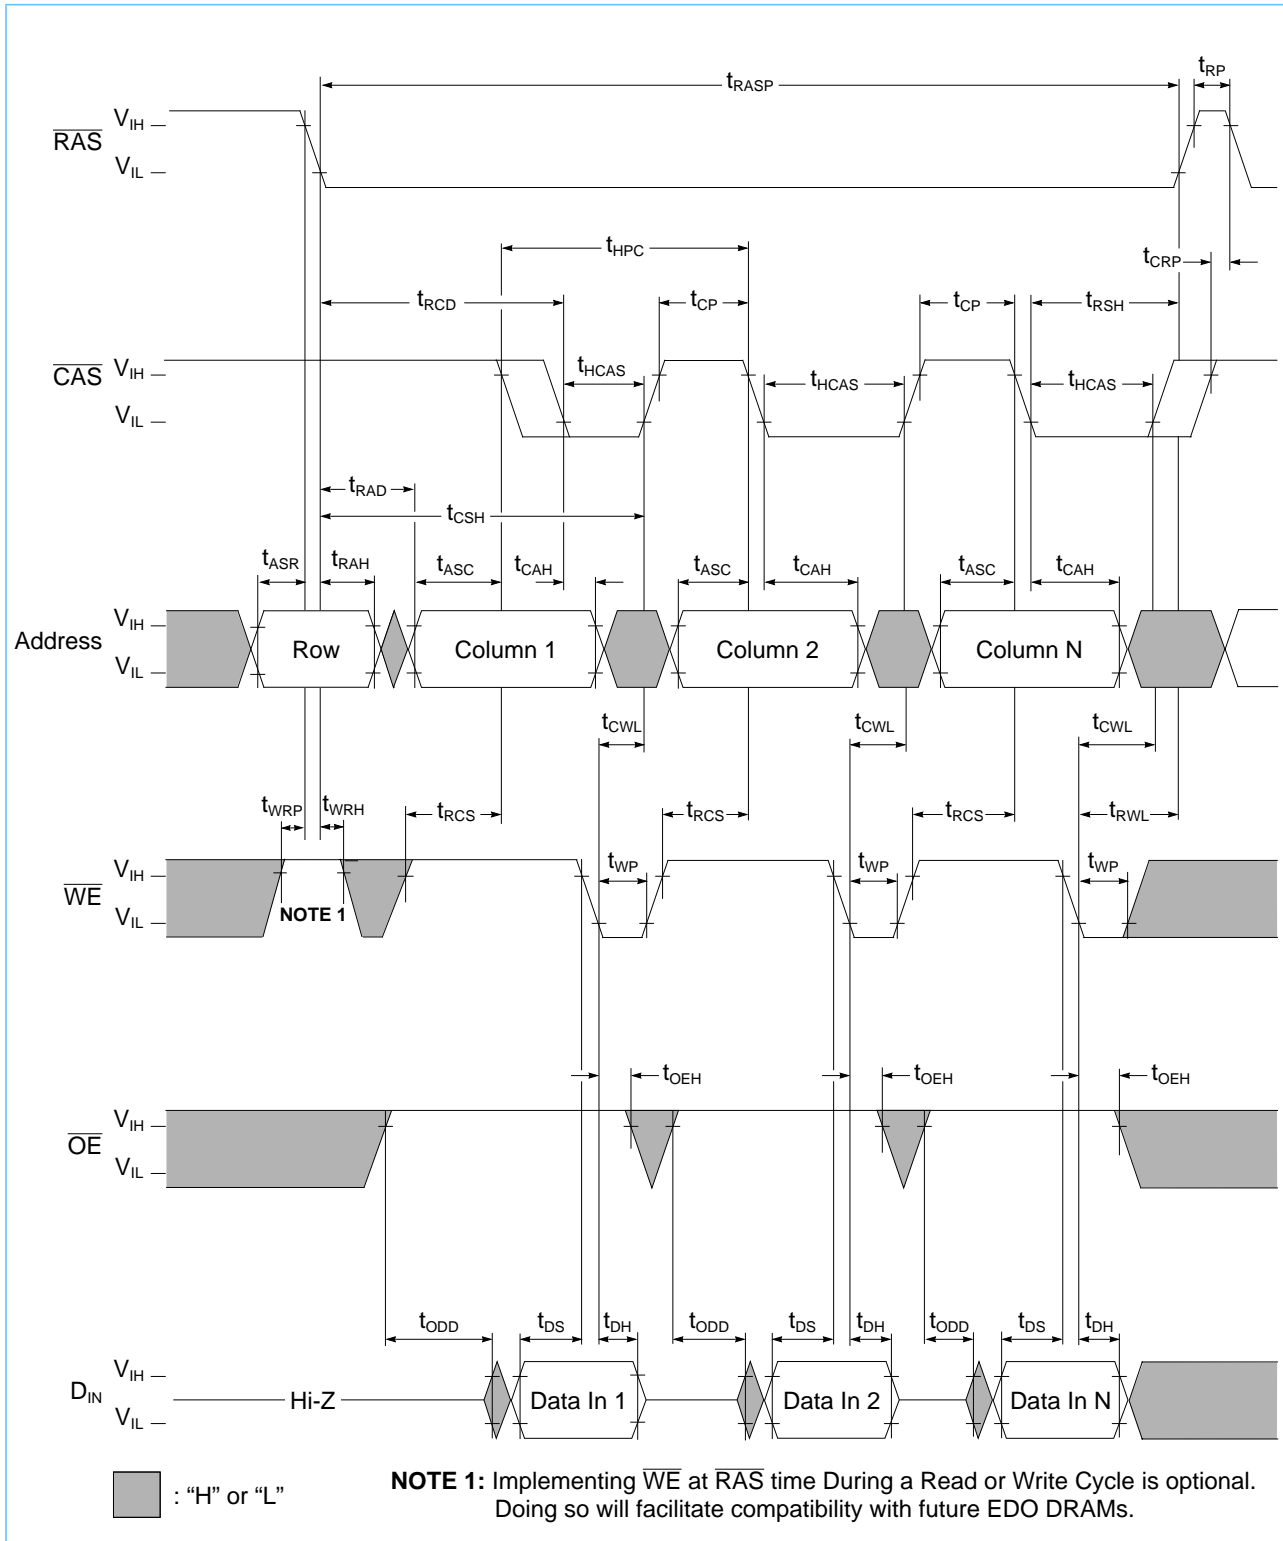 tRASP tRP
VIH
RAS
VIL
tHPC tCRP
tRCD tCP tCP tRSH
VIH
CAS tHCAS tHCAS tHCAS
VIL
tRAD
tCSH
tASR tRAH tASC tCAH tASC tCAH tASC tCAH
VIH
Address Row Column 1 Column 2 Column N
VIL
tCWL tCWL tCWL
tWRP tWRH tRCS tRCS tRCS tRWL
VIH tWP tWP tWP
WE
VIL NOTE 1
tOEH tOEH tOEH
VIH
OE
VIL
tODD tDS tDH tODD tDS tDH tODD tDS tDH
VIH
DIN Hi-Z Data In 1 Data In 2 Data In N
VIL
: “H” or “L”
NOTE 1: Implementing WE at RAS time During a Read or Write Cycle is optional.
Doing so will facilitate compatibility with future EDO DRAMs.